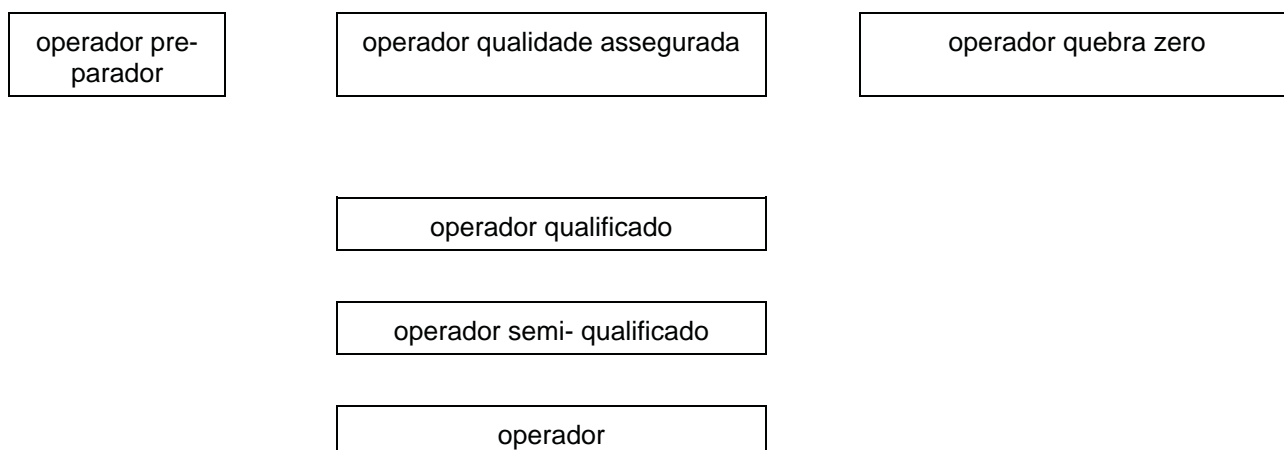 operador pre-
parador
operador qualidade assegurada
operador quebra zero
operador qualificado
operador semi- qualificado
operador